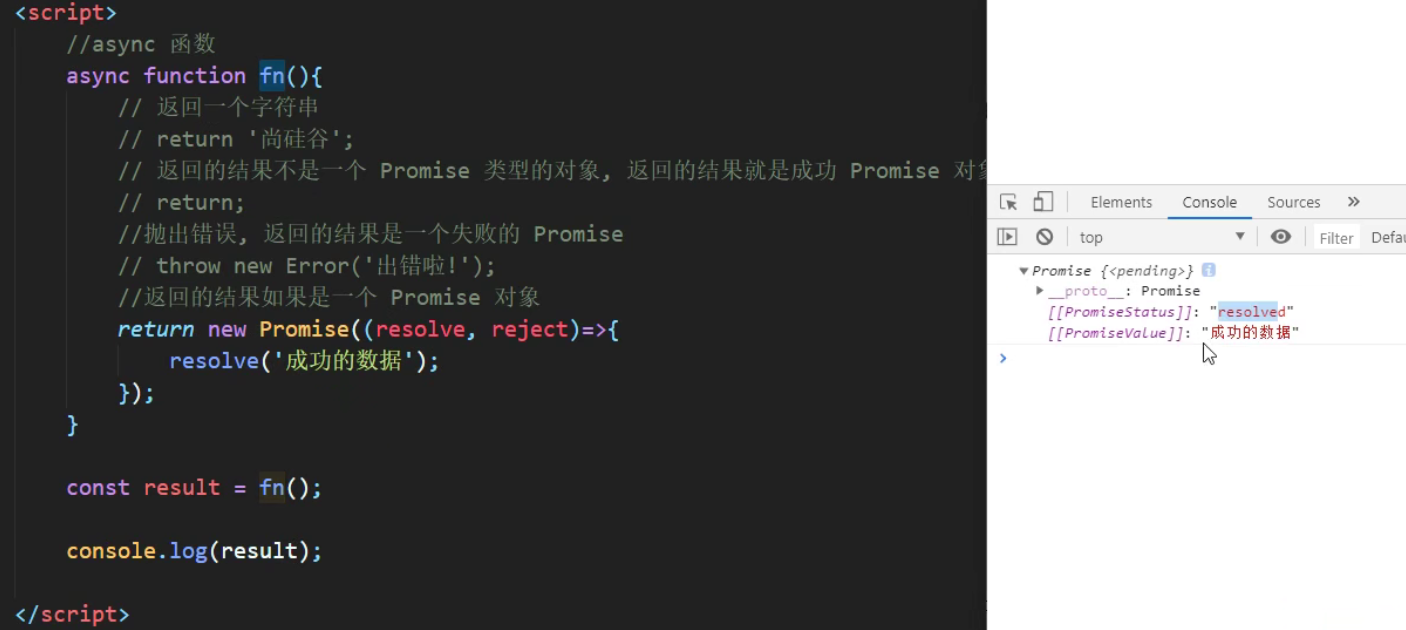 <script>
//async 函数
async function fn(){
// 返回一个字符串
// return '尚硅谷';
// 返回的结果不是一个 Promise 类型的对象, 返回的结果就是成功 Promise 对象
// return;
//抛出错误, 返回的结果是一个失败的 Promise
// throw new Error('出错啦!');
//返回的结果如果是一个 Promise 对象
return new Promise((resolve, reject)=>{
resolve('成功的数据');
});
}
const result = fn();
console.log(result);
</script>
Elements Console Sources »
top Filter Defau
Promise {<pending>} i
__proto__: Promise
[[PromiseStatus]]: "resolved"
[[PromiseValue]]: "成功的数据"
>